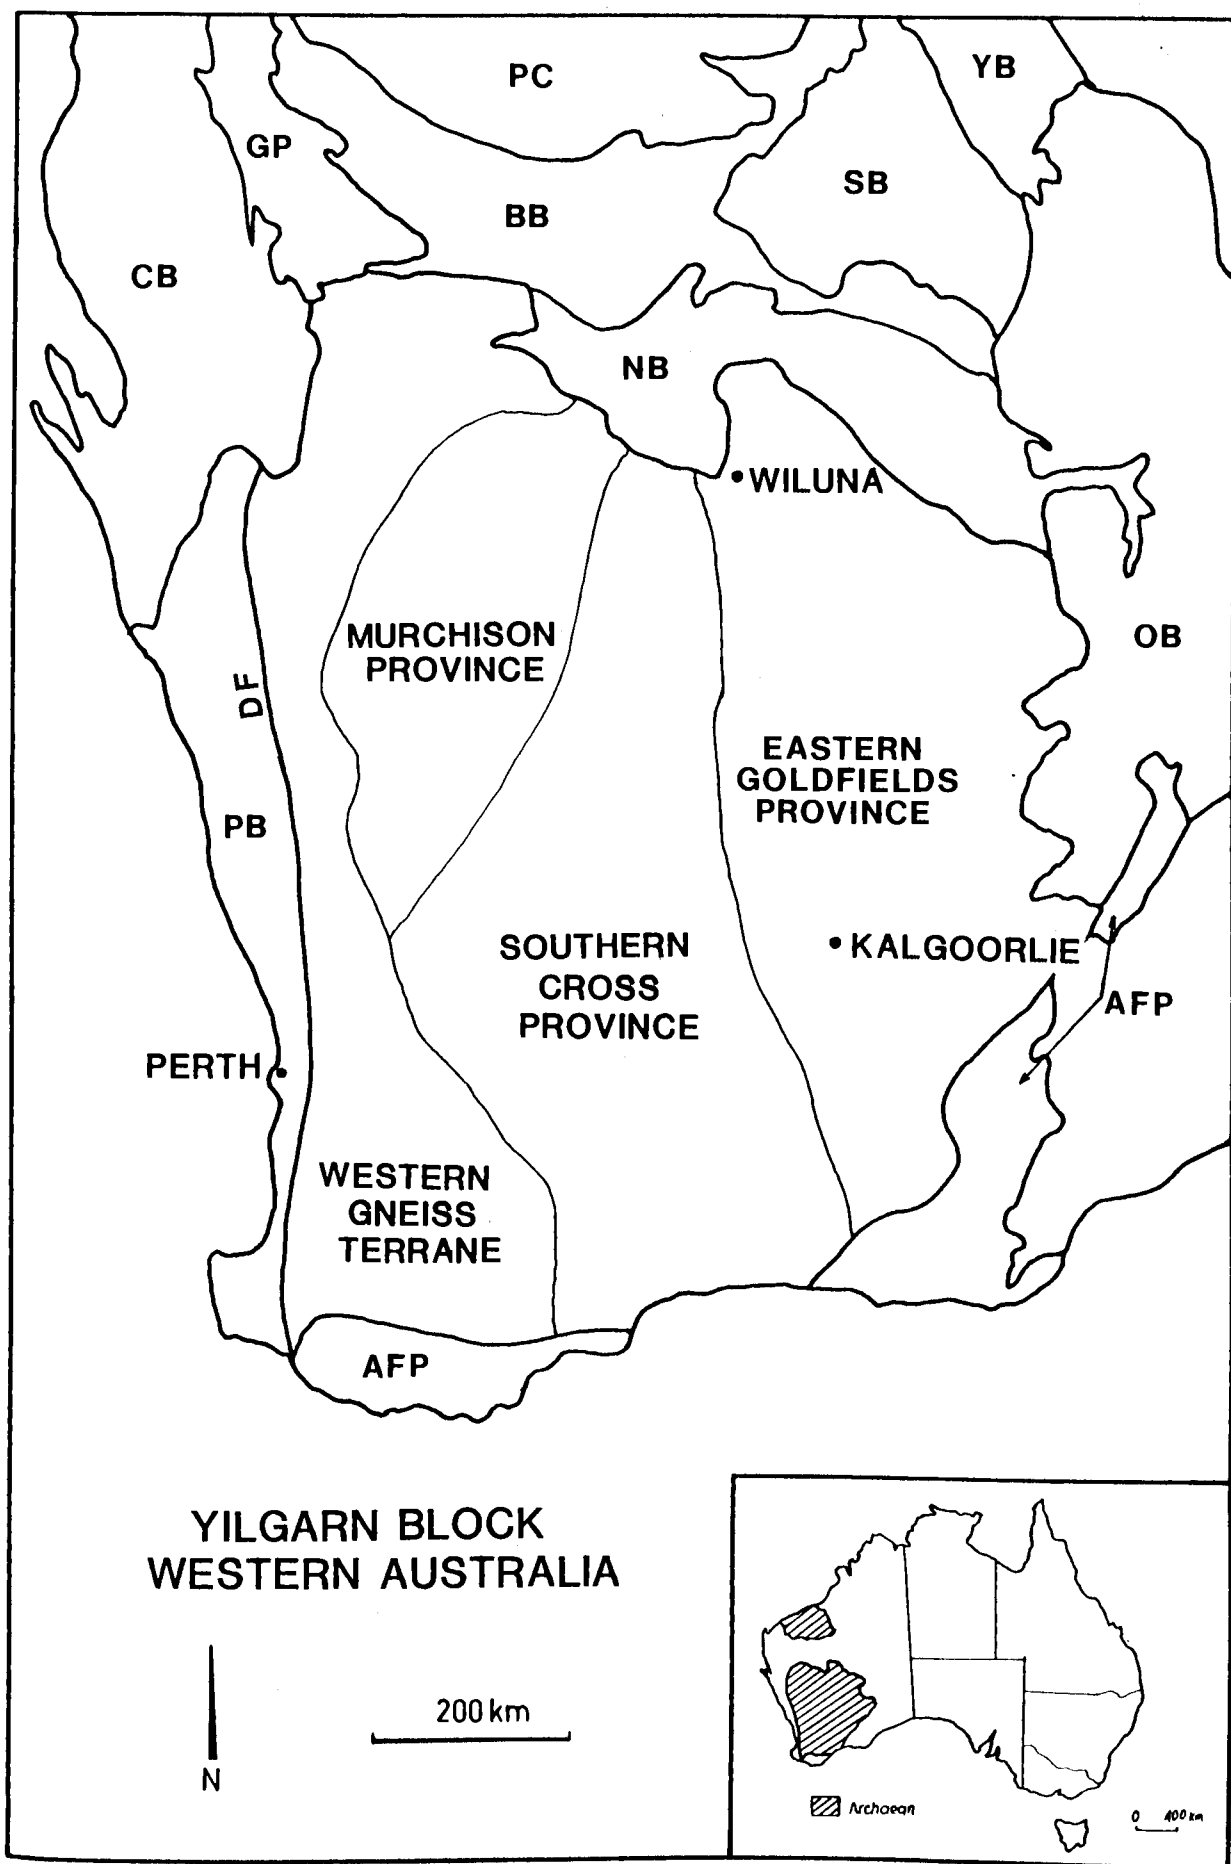 PC
YB
GP
SB
BB
CB
NB
WILUNA
MURCHISON
PROVINCE
OB
DF
EASTERN
GOLDFIELDS
PROVINCE
PB
SOUTHERN
CROSS
PROVINCE
KALGOORLIE
AFP
PERTH
WESTERN
GNEISS
TERRANE
AFP
YILGARN BLOCK
WESTERN AUSTRALIA
200 km
N
Archaean
0 400 km